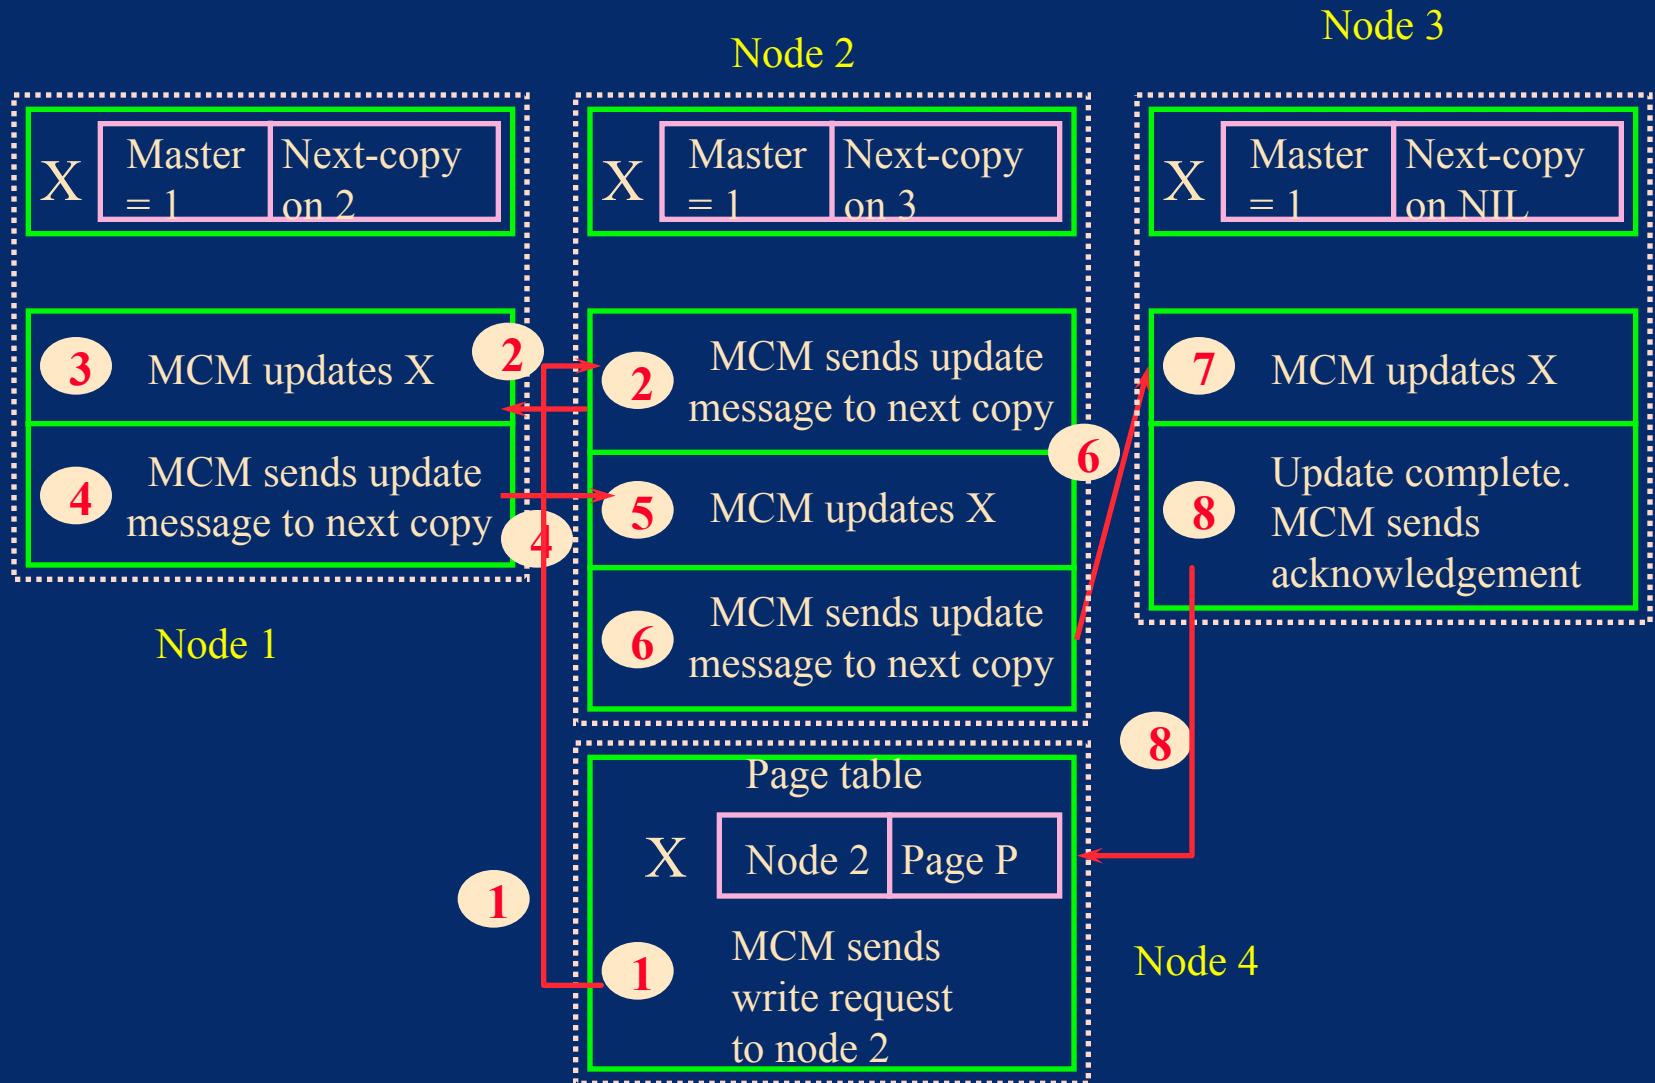 Node 3
Node 2
X
Master
= 1
Next-copy
on 2
X
Master
= 1
Next-copy
on 3
X
Master
= 1
Next-copy
on NIL
3
MCM updates X
2
4
MCM sends update
message to next copy
4
Node 1
2
MCM sends update
message to next copy
5
MCM updates X
6
MCM sends update
message to next copy
6
7
MCM updates X
8
Update complete.
MCM sends
acknowledgement
8
Page table
X
Node 2
Page P
1
1
MCM sends
write request
to node 2
Node 4